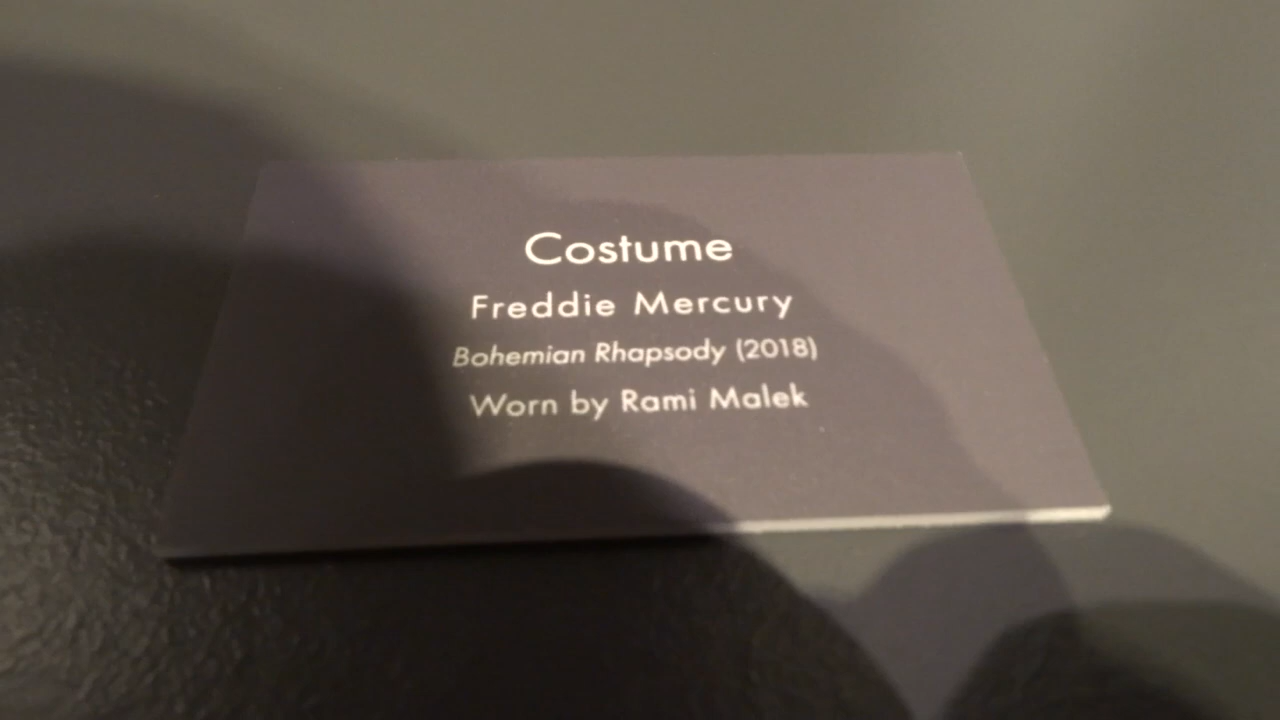 Costume
Freddie Mercury
Bohemian Rhapsody (2018)
Worn by Rami Malek